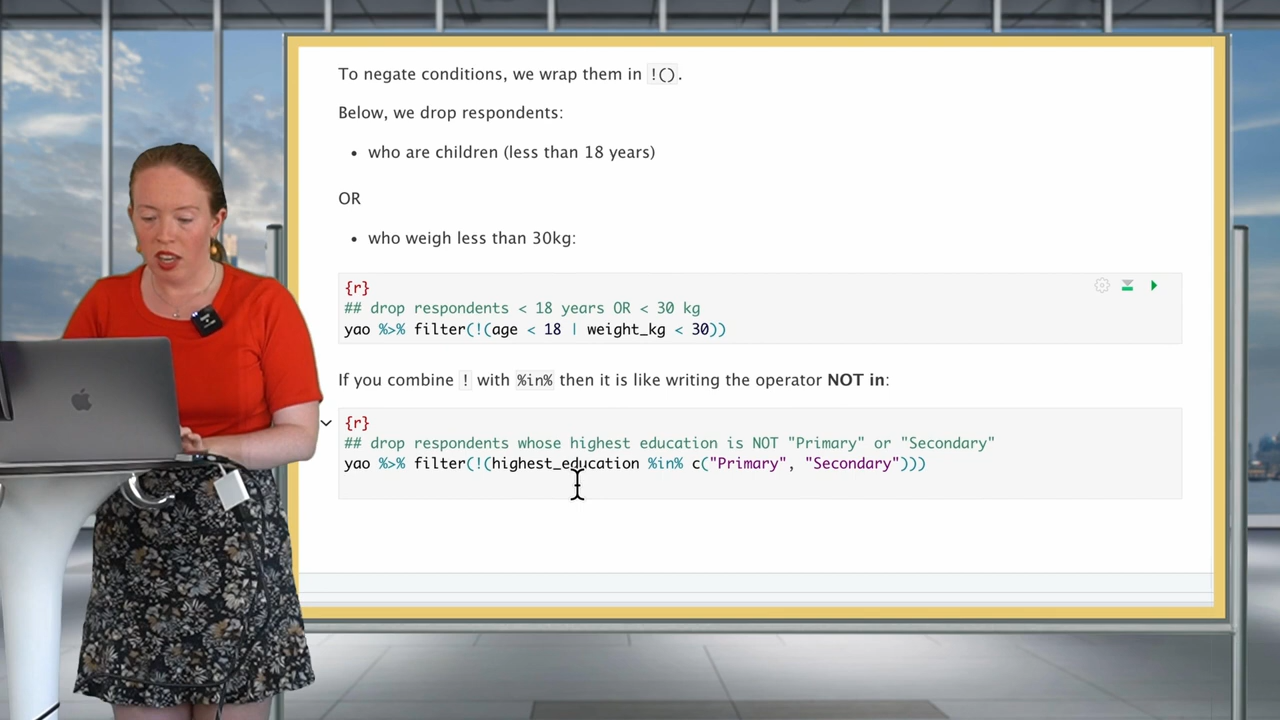 To negate conditions, we wrap them in !().
Below, we drop respondents:
• who are children (less than 18 years)
OR
• who weigh less than 30kg:
{r}
## drop respondents < 18 years OR < 30 kg
yao %>% filter(!(age < 18 | weight_kg < 30))
If you combine ! with %in% then it is like writing the operator NOT in:
{r}
## drop respondents whose highest education is NOT "Primary" or "Secondary"
yao %>% filter(!(highest_education %in% c("Primary", "Secondary")))